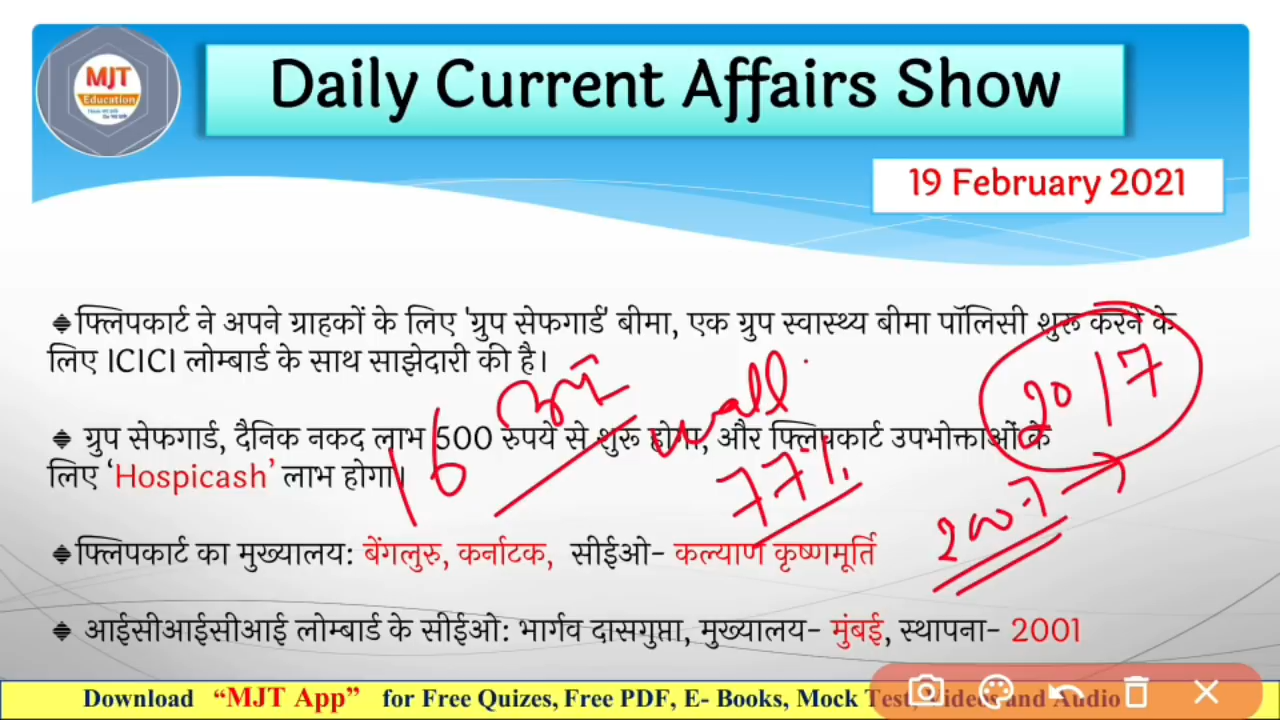 MJT
Education
Daily Current Affairs Show
19 February 2021
फ्लिपकार्ट ने अपने ग्राहकों के लिए 'ग्रुप सेफगार्ड' बीमा, एक ग्रुप स्वास्थ्य बीमा पॉलिसी शुरू करने के
लिए ICICI लोम्बार्ड के साथ साझेदारी की है।
ग्रुप सेफगार्ड, दैनिक नकद लाभ 500 रुपये से शुरू होगा, और फ्लिपकार्ट उपभोक्ताओं के
लिए ‘Hospicash’ लाभ होगा।
16 wall 2017
77%
2007
फ्लिपकार्ट का मुख्यालय: बेंगलुरु, कर्नाटक, सीईओ- कल्याण कृष्णमूर्ति
आईसीआईसीआई लोम्बार्ड के सीईओ: भार्गव दासगुप्ता, मुख्यालय- मुंबई, स्थापना- 2001
Download “MJT App” for Free Quizes, Free PDF, E- Books, Mock Test, Videos and Audio